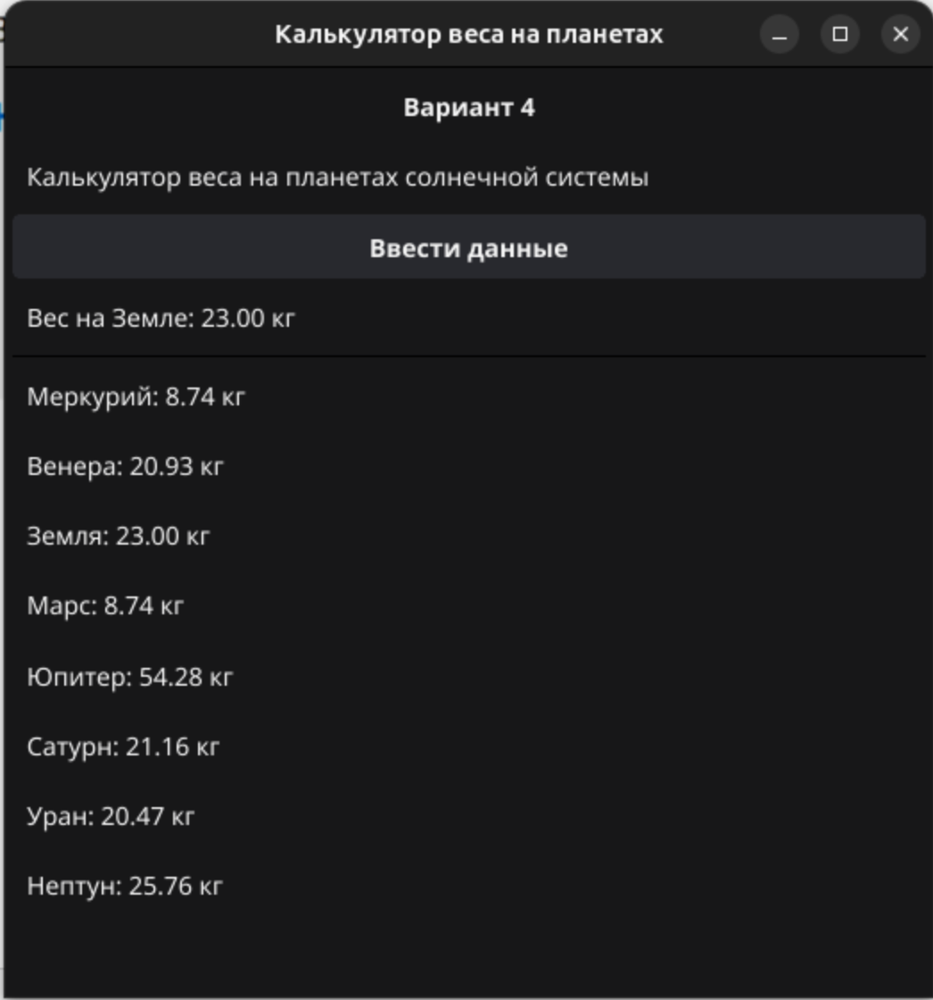 Калькулятор веса на планетах
Вариант 4
Калькулятор веса на планетах солнечной системы
Ввести данные
Вес на Земле: 23.00 кг
Меркурий: 8.74 кг
Венера: 20.93 кг
Земля: 23.00 кг
Марс: 8.74 кг
Юпитер: 54.28 кг
Сатурн: 21.16 кг
Уран: 20.47 кг
Нептун: 25.76 кг